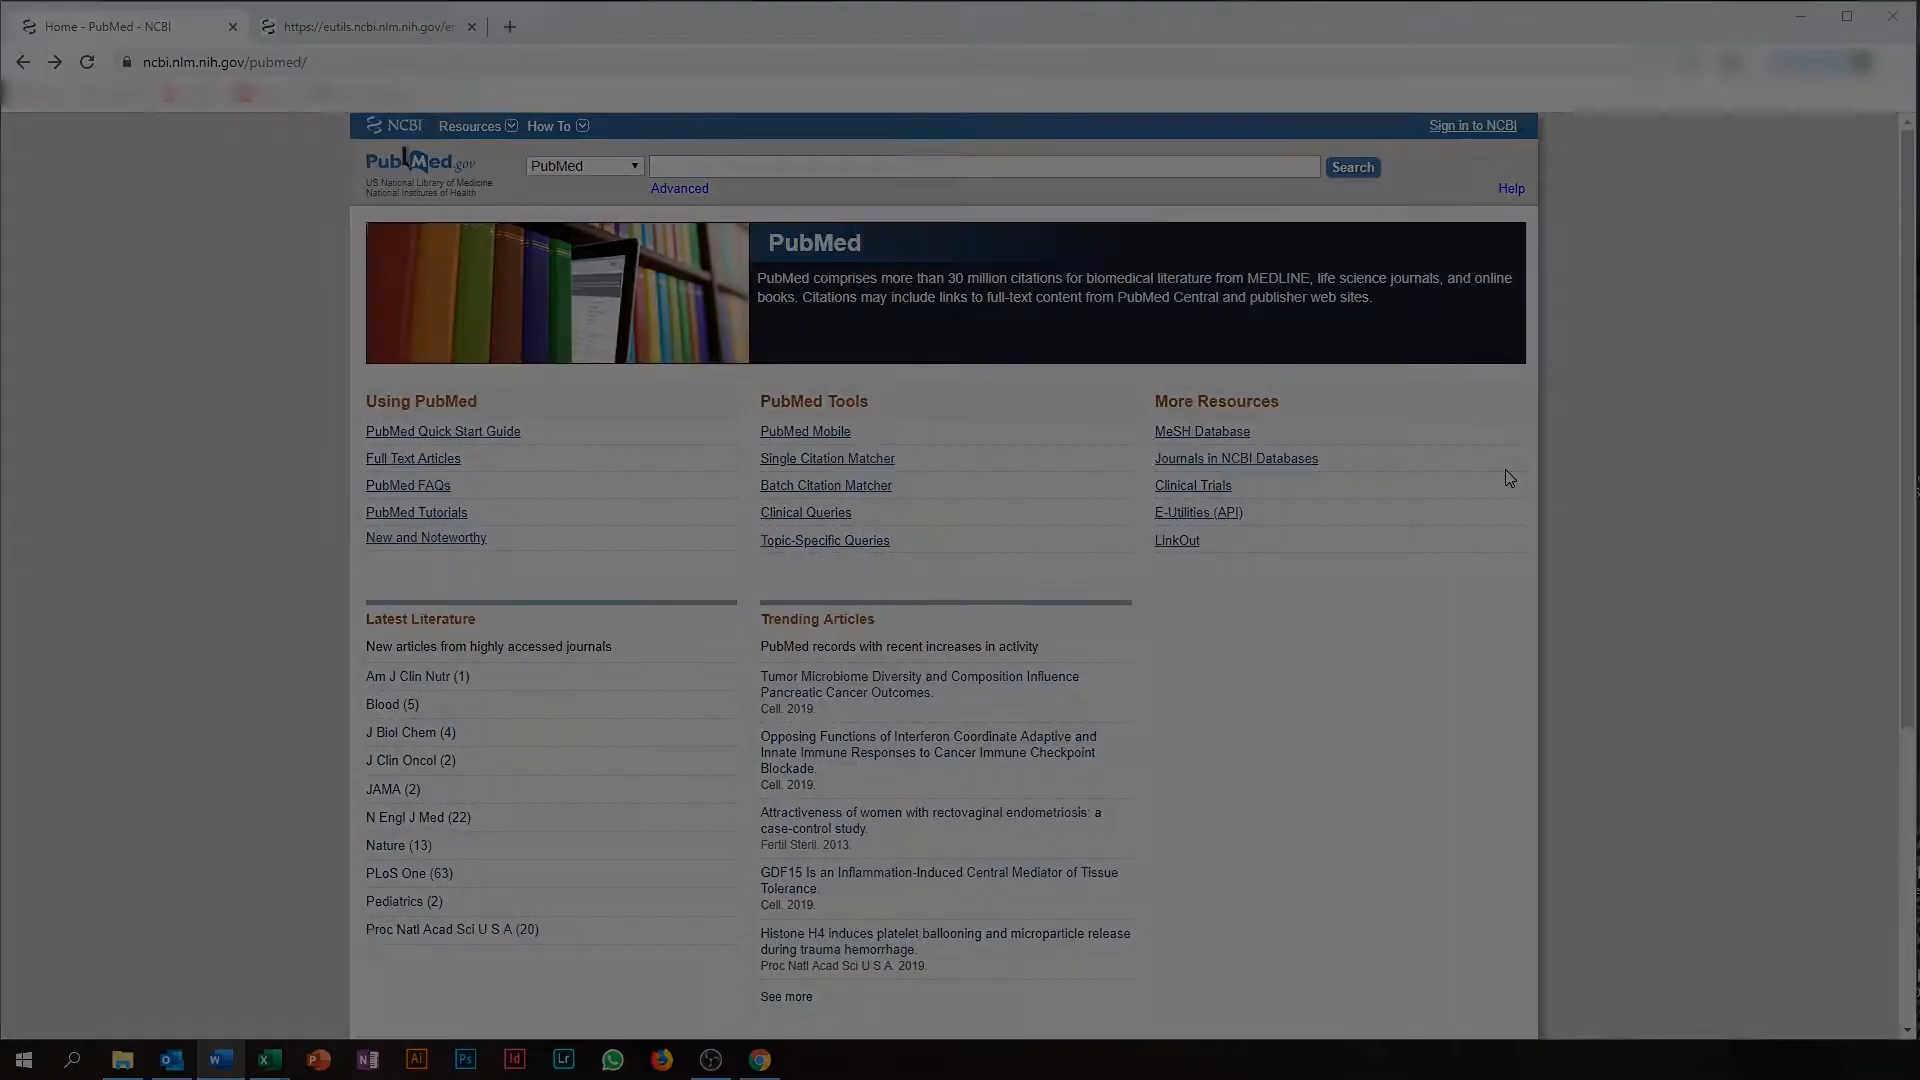 Home - PubMed - NCBI
https://eutils.ncbi.nlm.nih.gov/er
ncbi.nlm.nih.gov/pubmed/
NCBI Resources How To Sign in to NCBI
PubMed.gov
US National Library of Medicine
National Institutes of Health
PubMed
Search
Advanced
Help
PubMed
PubMed comprises more than 30 million citations for biomedical literature from MEDLINE, life science journals, and online
books. Citations may include links to full-text content from PubMed Central and publisher web sites.
Using PubMed
PubMed Quick Start Guide
Full Text Articles
PubMed FAQs
PubMed Tutorials
New and Noteworthy
PubMed Tools
PubMed Mobile
Single Citation Matcher
Batch Citation Matcher
Clinical Queries
Topic-Specific Queries
More Resources
MeSH Database
Journals in NCBI Databases
Clinical Trials
E-Utilities (API)
LinkOut
Latest Literature
New articles from highly accessed journals
Am J Clin Nutr (1)
Blood (5)
J Biol Chem (4)
J Clin Oncol (2)
JAMA (2)
N Engl J Med (22)
Nature (13)
PLoS One (63)
Pediatrics (2)
Proc Natl Acad Sci U S A (20)
Trending Articles
PubMed records with recent increases in activity
Tumor Microbiome Diversity and Composition Influence
Pancreatic Cancer Outcomes.
Cell. 2019.
Opposing Functions of Interferon Coordinate Adaptive and
Innate Immune Responses to Cancer Immune Checkpoint
Blockade.
Cell. 2019.
Attractiveness of women with rectovaginal endometriosis: a
case-control study.
Fertil Steril. 2013.
GDF15 Is an Inflammation-Induced Central Mediator of Tissue
Tolerance.
Cell. 2019.
Histone H4 induces platelet ballooning and microparticle release
during trauma hemorrhage.
Proc Natl Acad Sci U S A. 2019.
See more
Ai
Ps
Id
Lr